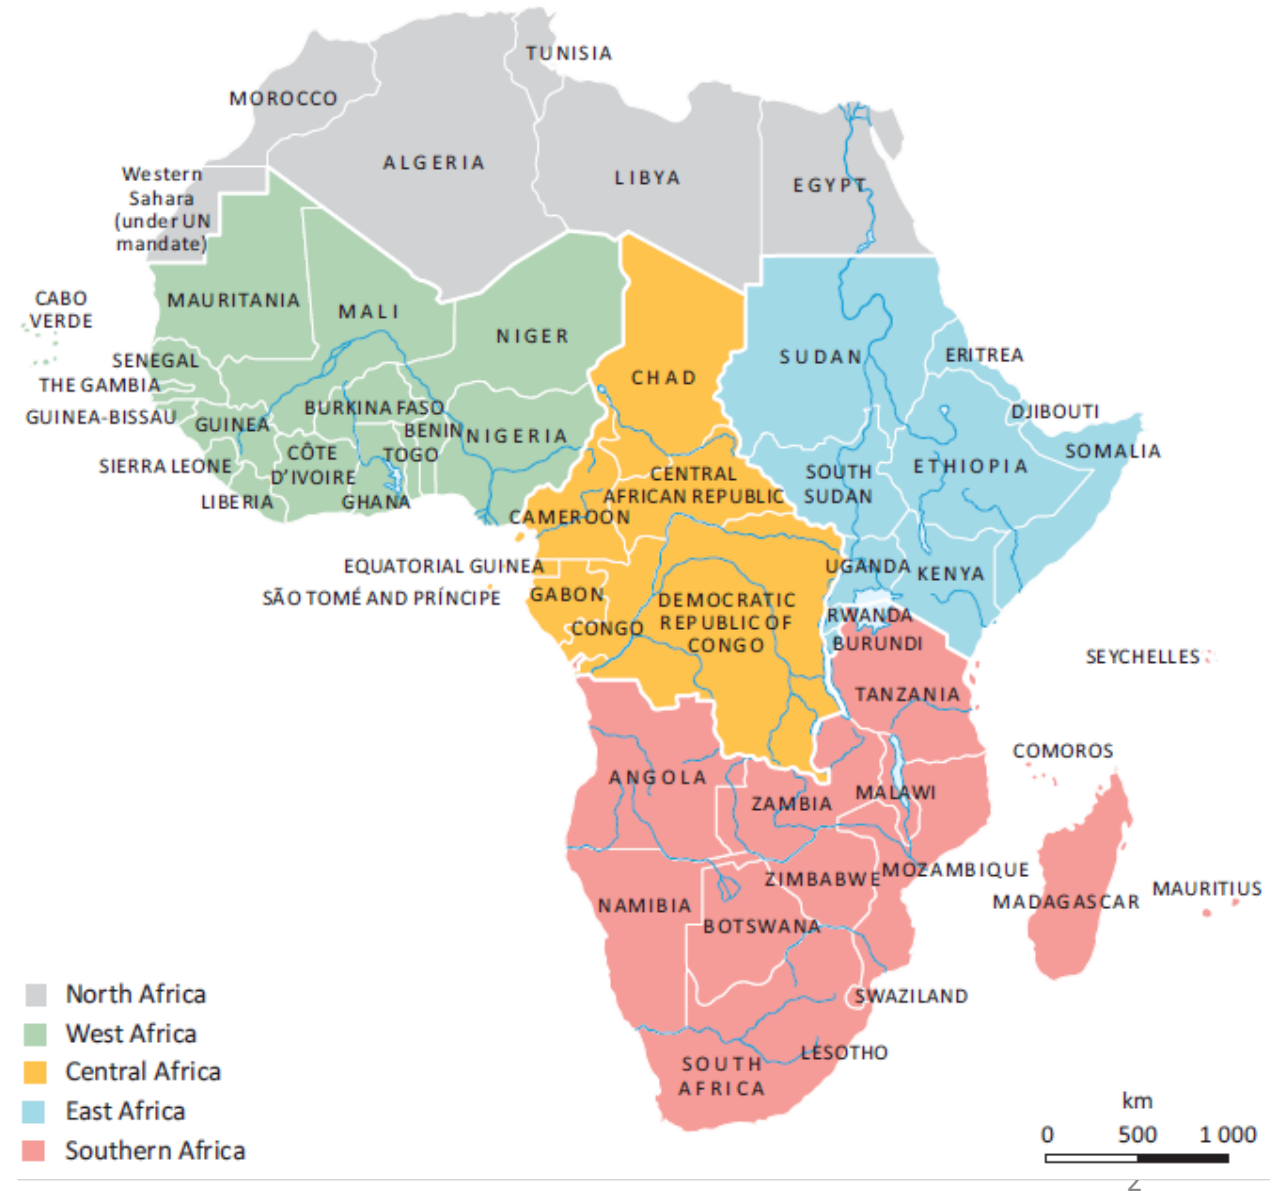 TUNISIA
MOROCCO
ALGERIA
LIBYA
EGYPT
Western
Sahara
(under UN
mandate)
CABO
VERDE
MAURITANIA
MALI
NIGER
CHAD
SUDAN
ERITREA
SENEGAL
THE GAMBIA
GUINEA-BISSAU
GUINEA
BURKINA FASO
BENIN
NIGERIA
DJIBOUTI
SOMALIA
SIERRA LEONE
CÔTE
D'IVOIRE
TOGO
LIBERIA
GHANA
CENTRAL
AFRICAN REPUBLIC
SOUTH
SUDAN
ETHIOPIA
CAMEROON
EQUATORIAL GUINEA
SÃO TOMÉ AND PRÍNCIPE
GABON
CONGO
DEMOCRATIC
REPUBLIC OF
CONGO
UGANDA
KENYA
RWANDA
BURUNDI
SEYCHELLES
TANZANIA
COMOROS
ANGOLA
ZAMBIA
MALAWI
MOZAMBIQUE
ZIMBABWE
NAMIBIA
BOTSWANA
MADAGASCAR
MAURITIUS
SWAZILAND
LESOTHO
SOUTH
AFRICA
North Africa
West Africa
Central Africa
East Africa
Southern Africa
km
0 500 1 000